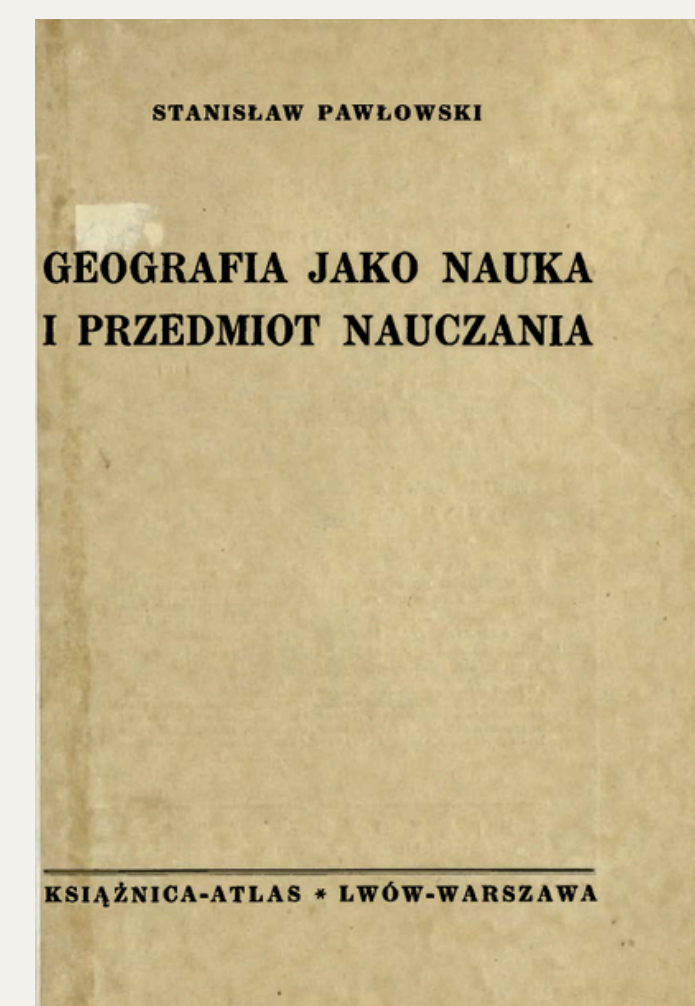 STANISŁAW PAWŁOWSKI
GEOGRAFIA JAKO NAUKA
I PRZEDMIOT NAUCZANIA
KSIĄŻNICA-ATLAS * LWÓW-WARSZAWA